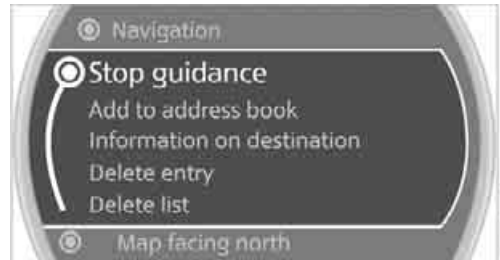 Navigation
Stop guidance
Add to address book
Information on destination
Delete entry
Delete list
Map facing north